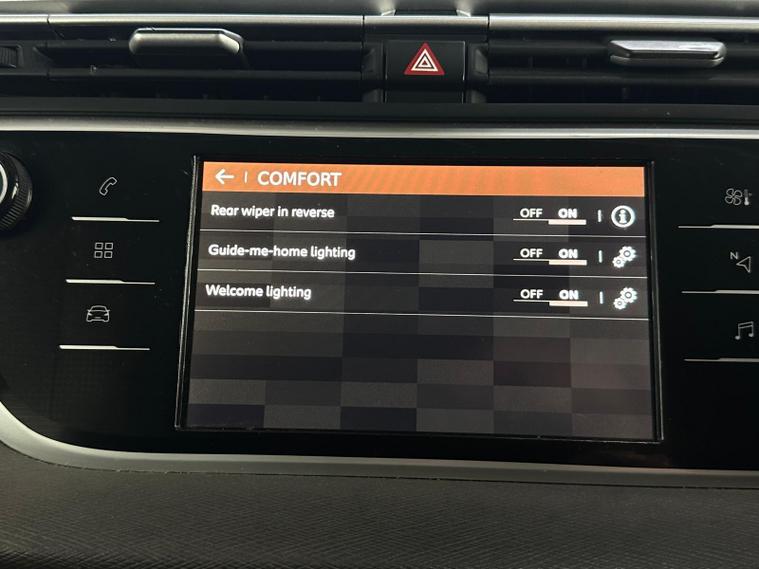 COMFORT
Rear wiper in reverse OFF ON
Guide-me-home lighting OFF ON
N
Welcome lighting OFF ON